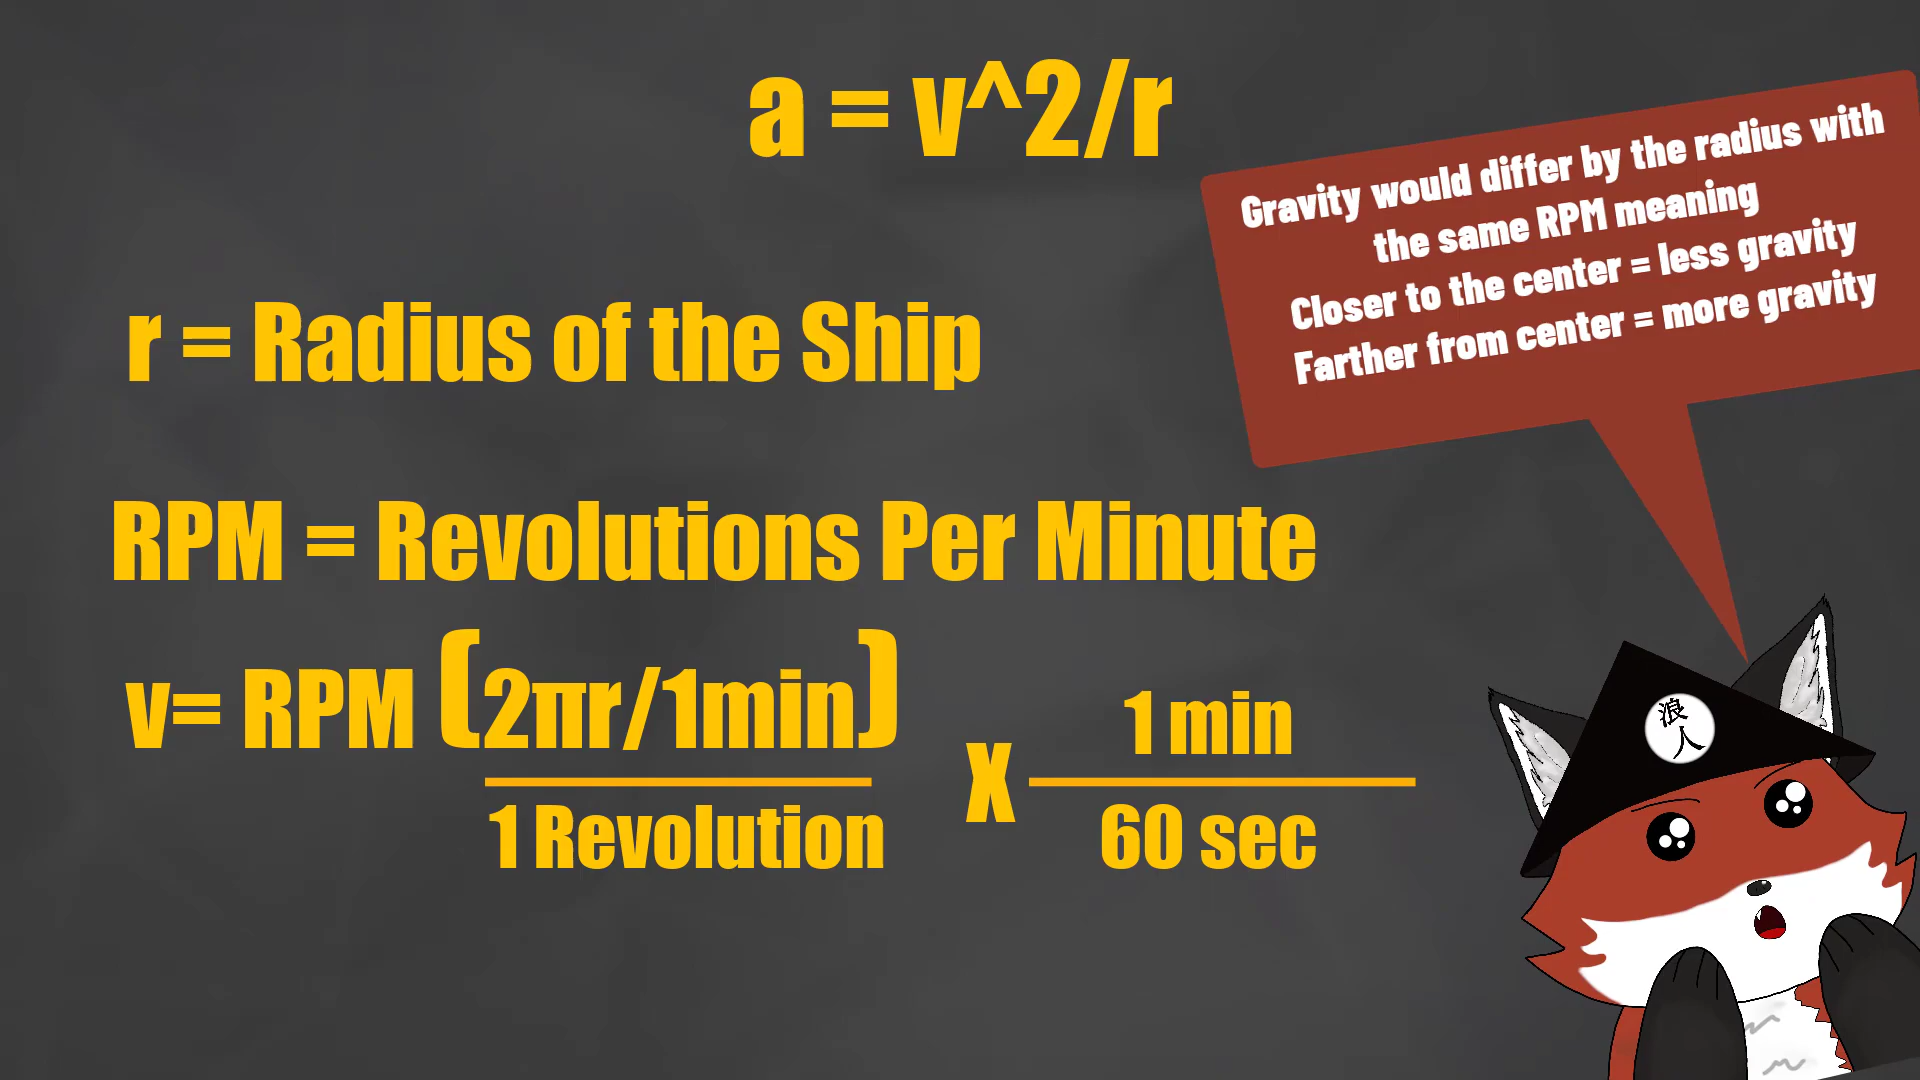 a = v^2/r
Gravity would differ by the radius with
the same RPM meaning
Closer to the center = less gravity
Farther from center = more gravity
r = Radius of the Ship
RPM = Revolutions Per Minute
v= RPM (2πr/1min)
1 Revolution
x
1 min
60 sec
浪
人